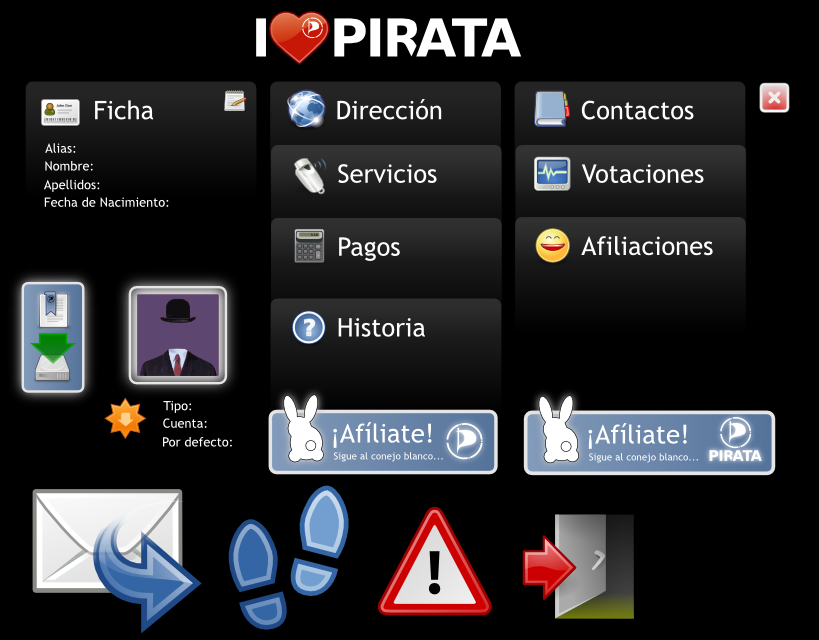 I PIRATA
Ficha
Alias:
Nombre:
Apellidos:
Fecha de Nacimiento:
Dirección
Servicios
Pagos
Historia
Contactos
Votaciones
Afiliaciones
Tipo:
Cuenta:
Por defecto:
¡Afíliate!
Sigue al conejo blanco...
¡Afíliate!
Sigue al conejo blanco...
PIRATA